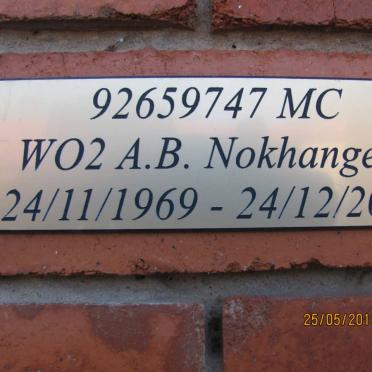 92659747 MC
WO2 A.B. Nokhange
24/11/1969 - 24/12/20
25/05/201